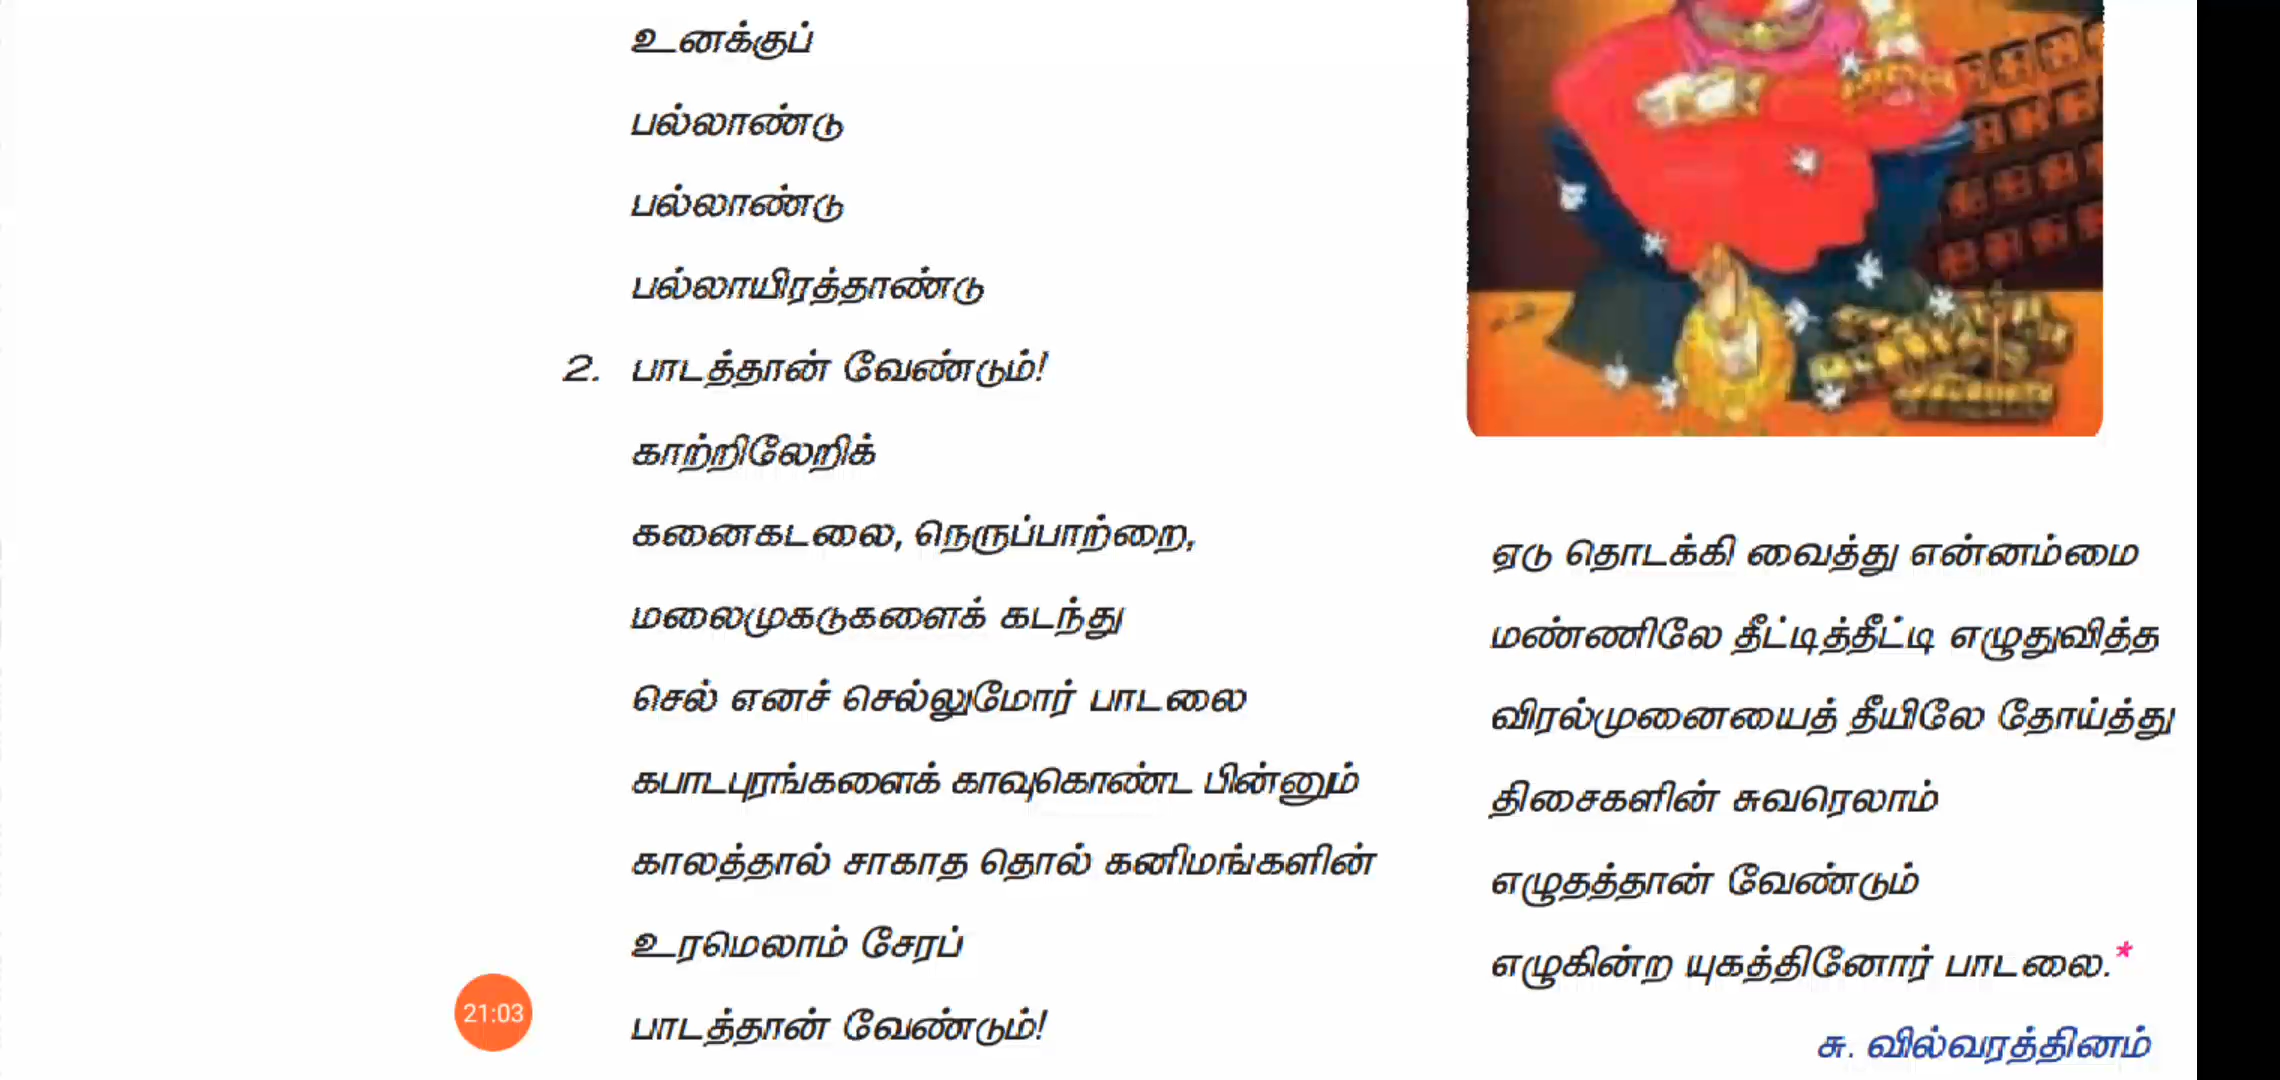 உனக்குப்
பல்லாண்டு
பல்லாண்டு
பல்லாயிரத்தாண்டு
2. பாடத்தான் வேண்டும்!
காற்றிலேறிக்
கனைகடலை, நெருப்பாற்றை,
மலைமுகடுகளைக் கடந்து
செல் எனச் செல்லுமோர் பாடலை
கபாடபுரங்களைக் காவுகொண்ட பின்னும்
காலத்தால் சாகாத தொல் கனிமங்களின்
உரமெலாம் சேரப்
பாடத்தான் வேண்டும்!
ஏடு தொடக்கி வைத்து என்னம்மை
மண்ணிலே தீட்டித்தீட்டி எழுதுவித்த
விரல்முனையைத் தீயிலே தோய்த்து
திசைகளின் சுவரெலாம்
எழுதத்தான் வேண்டும்
எழுகின்ற யுகத்தினோர் பாடலை.*
சு. வில்வரத்தினம்
21:03